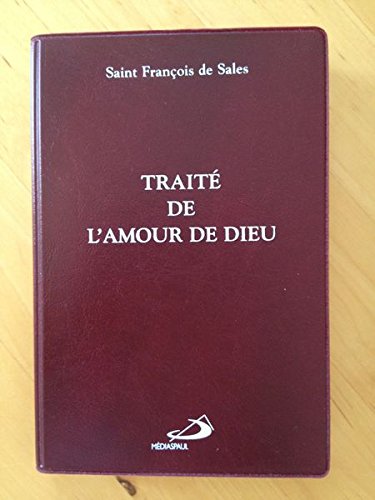 Saint François de Sales
TRAITÉ
DE
L'AMOUR DE DIEU
MÉDIASPAUL